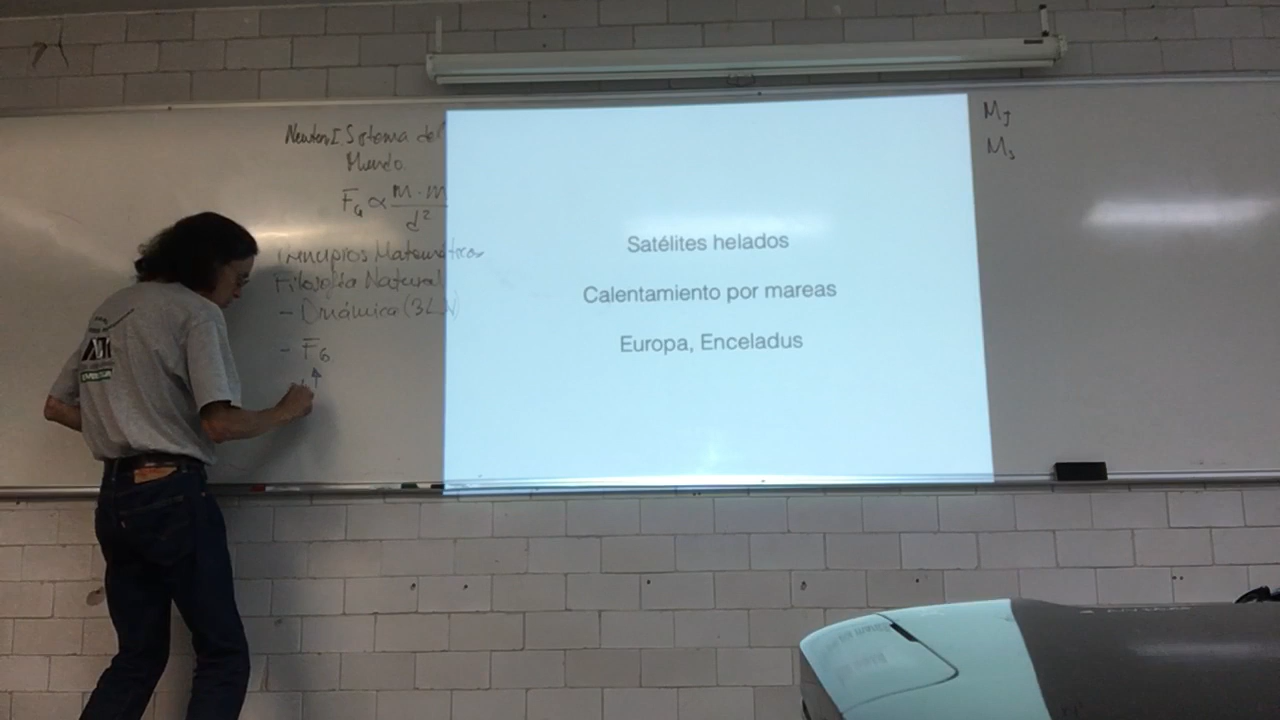 Newton I. Sistoma del
Mundo.
F_G ∝ M · M / d²
Principios Matemáticos
Filosofía Natural
- Dinámica (3LN)
- F_G
Satélites helados
Calentamiento por mareas
Europa, Enceladus
M_J
M_s